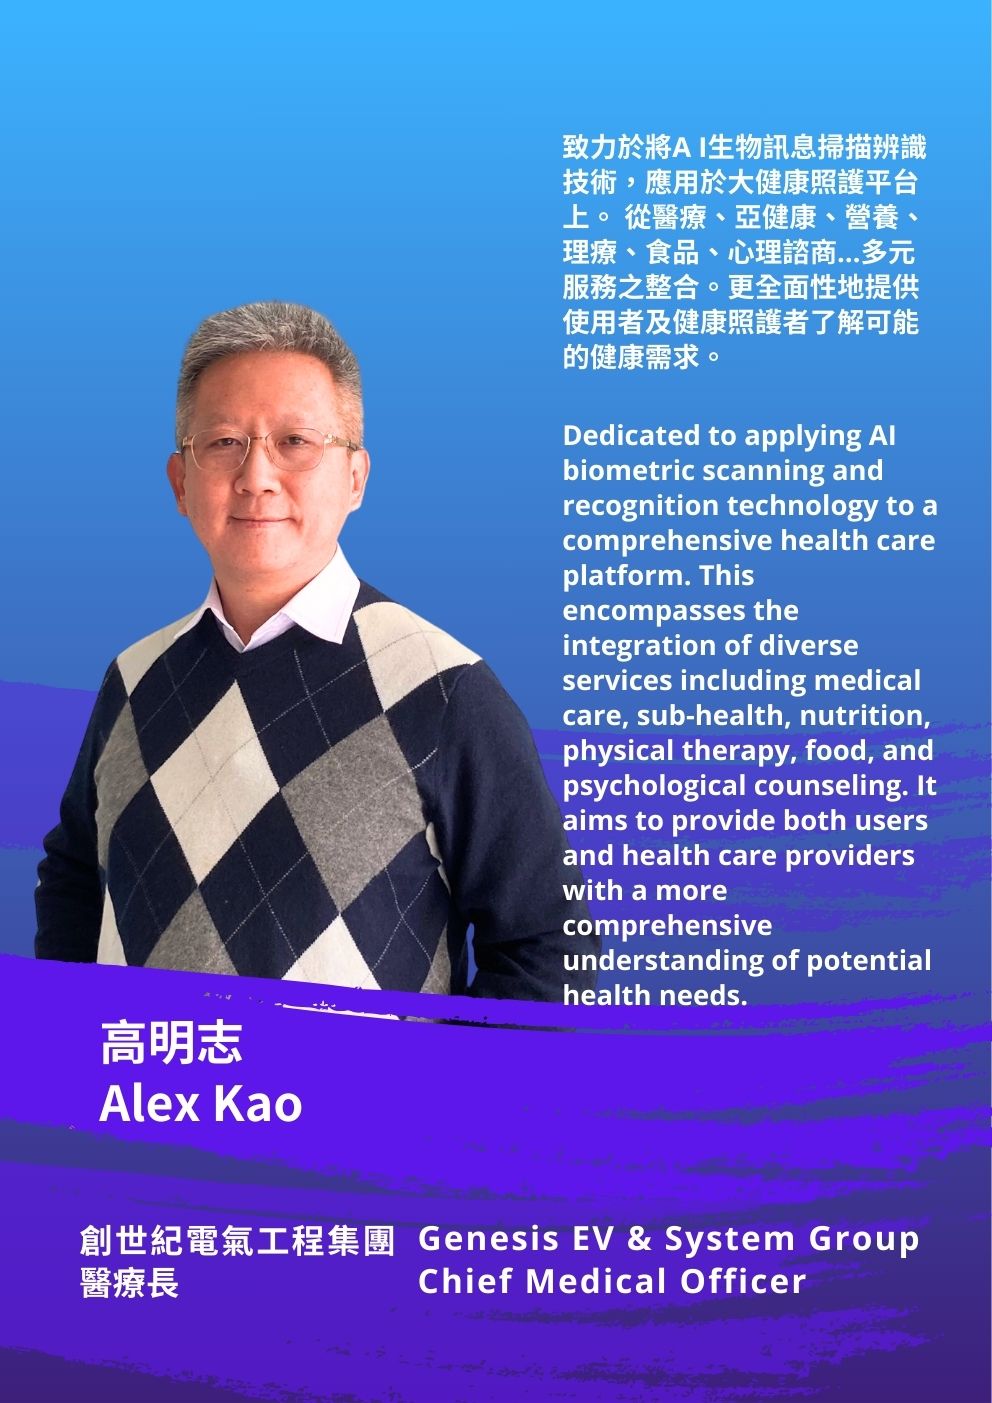 致力於將A I生物訊息掃描辨識
技術，應用於大健康照護平台
上。 從醫療、亞健康、營養、
理療、食品、心理諮商...多元
服務之整合。更全面性地提供
使用者及健康照護者了解可能
的健康需求。
Dedicated to applying AI
biometric scanning and
recognition technology to a
comprehensive health care
platform. This
encompasses the
integration of diverse
services including medical
care, sub-health, nutrition,
physical therapy, food, and
psychological counseling. It
aims to provide both users
and health care providers
with a more
comprehensive
understanding of potential
health needs.
高明志
Alex Kao
創世紀電氣工程集團
醫療長
Genesis EV & System Group
Chief Medical Officer